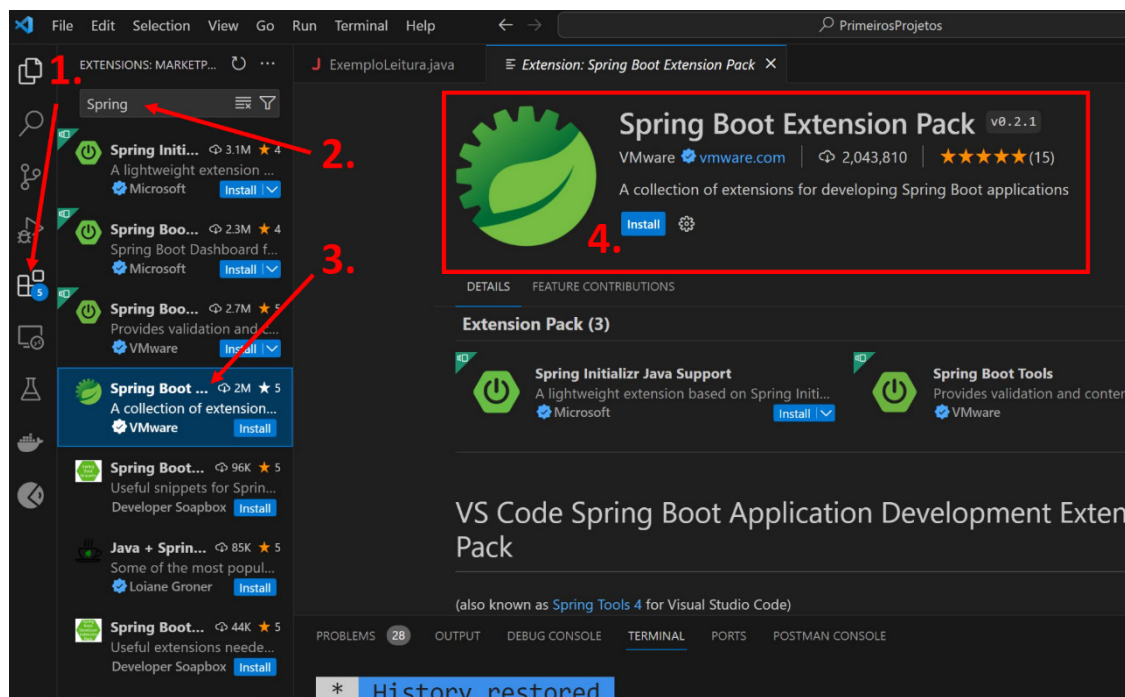 File Edit Selection View Go Run Terminal Help
PrimeirosProjetos
1.
EXTENSIONS: MARKETP...
Spring
2.
Spring Initi... 3.1M ★ 4
A lightweight extension ...
Microsoft Install
Spring Boo... 2.3M ★ 4
Spring Boot Dashboard f...
Microsoft Install
3.
Spring Boo... 2.7M ★ 5
Provides validation and c...
VMware Install
Spring Boot ... 2M ★ 5
A collection of extension...
VMware Install
Spring Boot... 96K ★ 5
Useful snippets for Sprin...
Developer Soapbox Install
Java + Sprin... 85K ★ 5
Some of the most popul...
Loiane Groner Install
Spring Boot... 44K ★ 5
Useful extensions neede...
Developer Soapbox Install
5
J ExemploLeitura.java
Extension: Spring Boot Extension Pack ×
Spring Boot Extension Pack v0.2.1
VMware vmware.com 2,043,810 ★★★★★(15)
A collection of extensions for developing Spring Boot applications
Install
4.
DETAILS FEATURE CONTRIBUTIONS
Extension Pack (3)
Spring Initializr Java Support
A lightweight extension based on Spring Initi...
Microsoft Install
Spring Boot Tools
Provides validation and conten
VMware
VS Code Spring Boot Application Development Exten
Pack
(also known as Spring Tools 4 for Visual Studio Code)
PROBLEMS 28 OUTPUT DEBUG CONSOLE TERMINAL PORTS POSTMAN CONSOLE
* History restored